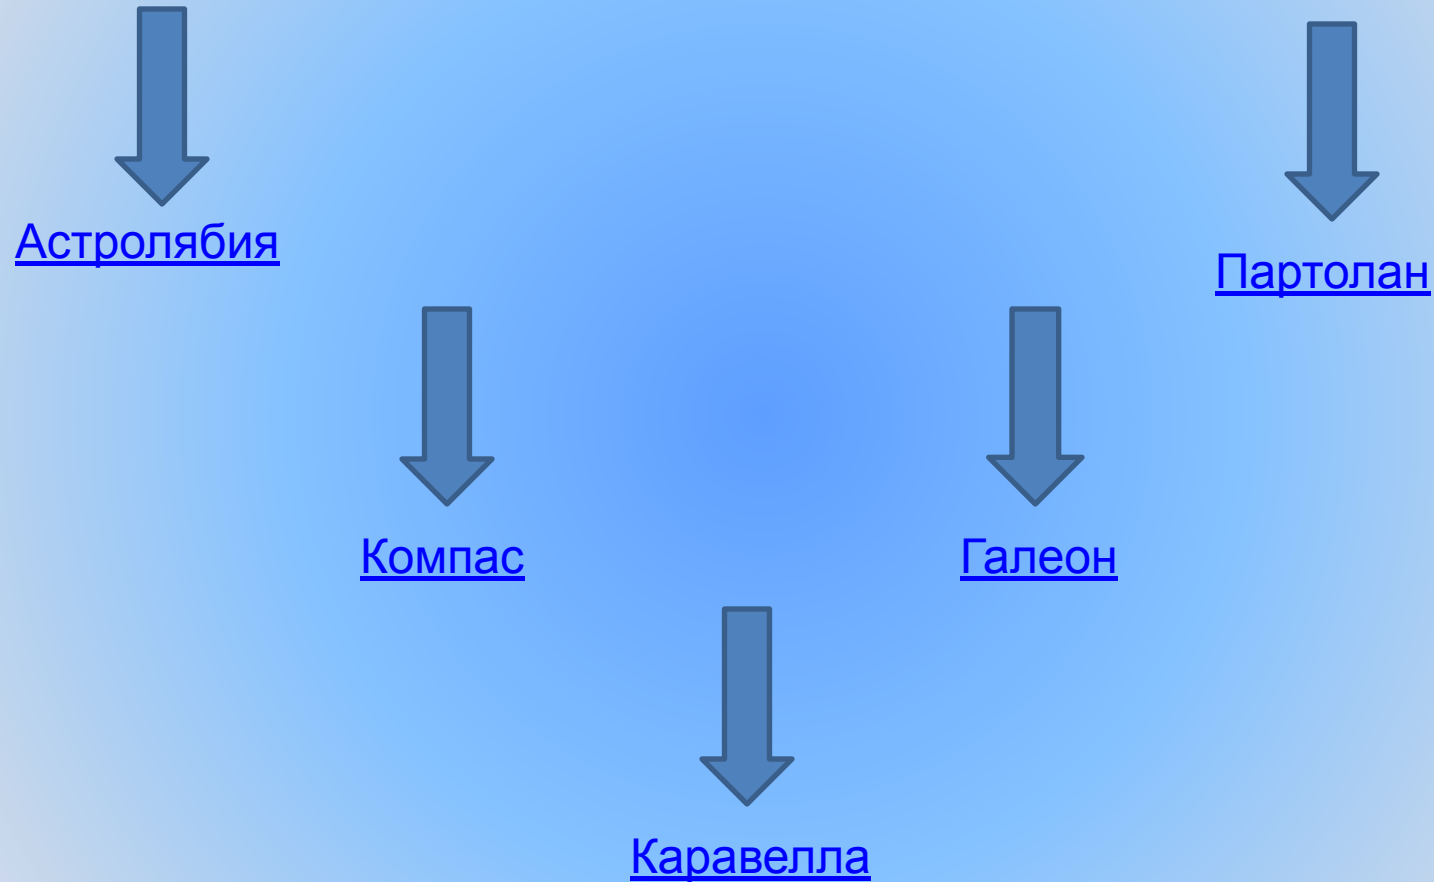 Астролябия
Партолан
Компас
Галеон
Каравелла